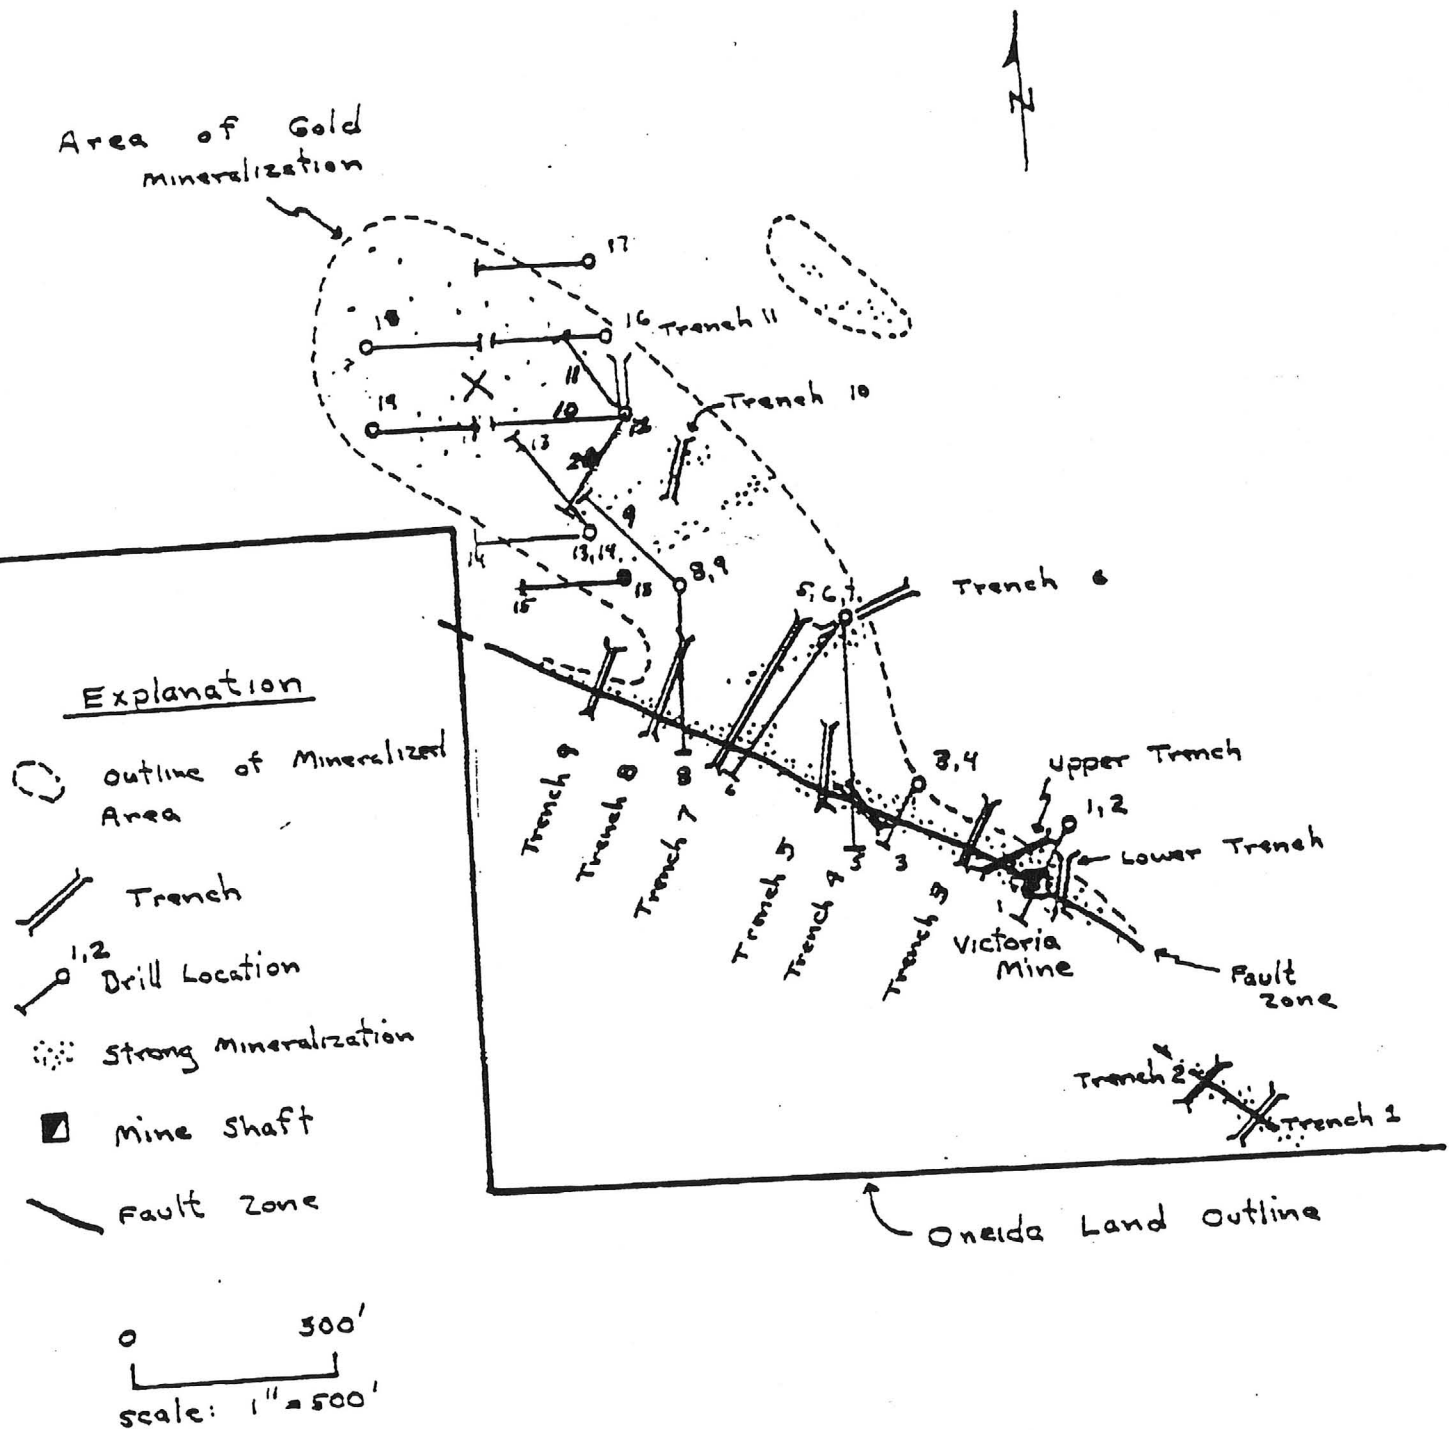 N
Area of Gold
Mineralization
17
18
16
Trench 11
11
Trench 10
19
10
12
13
20
9
14
13,14
8,9
15
5,6,7
Trench 6
Explanation
Outline of Mineralized
Area
Trench
1,2
Drill Location
Strong Mineralization
Mine Shaft
Fault Zone
Trench 9
Trench 8
8
Trench 7
6
Trench 5
Trench 4
5
3
3,4
Trench 3
Upper Trench
1,2
Lower Trench
1
Victoria
Mine
Fault
Zone
Trench 2
Trench 1
Oneida Land Outline
0 500'
Scale: 1" = 500'